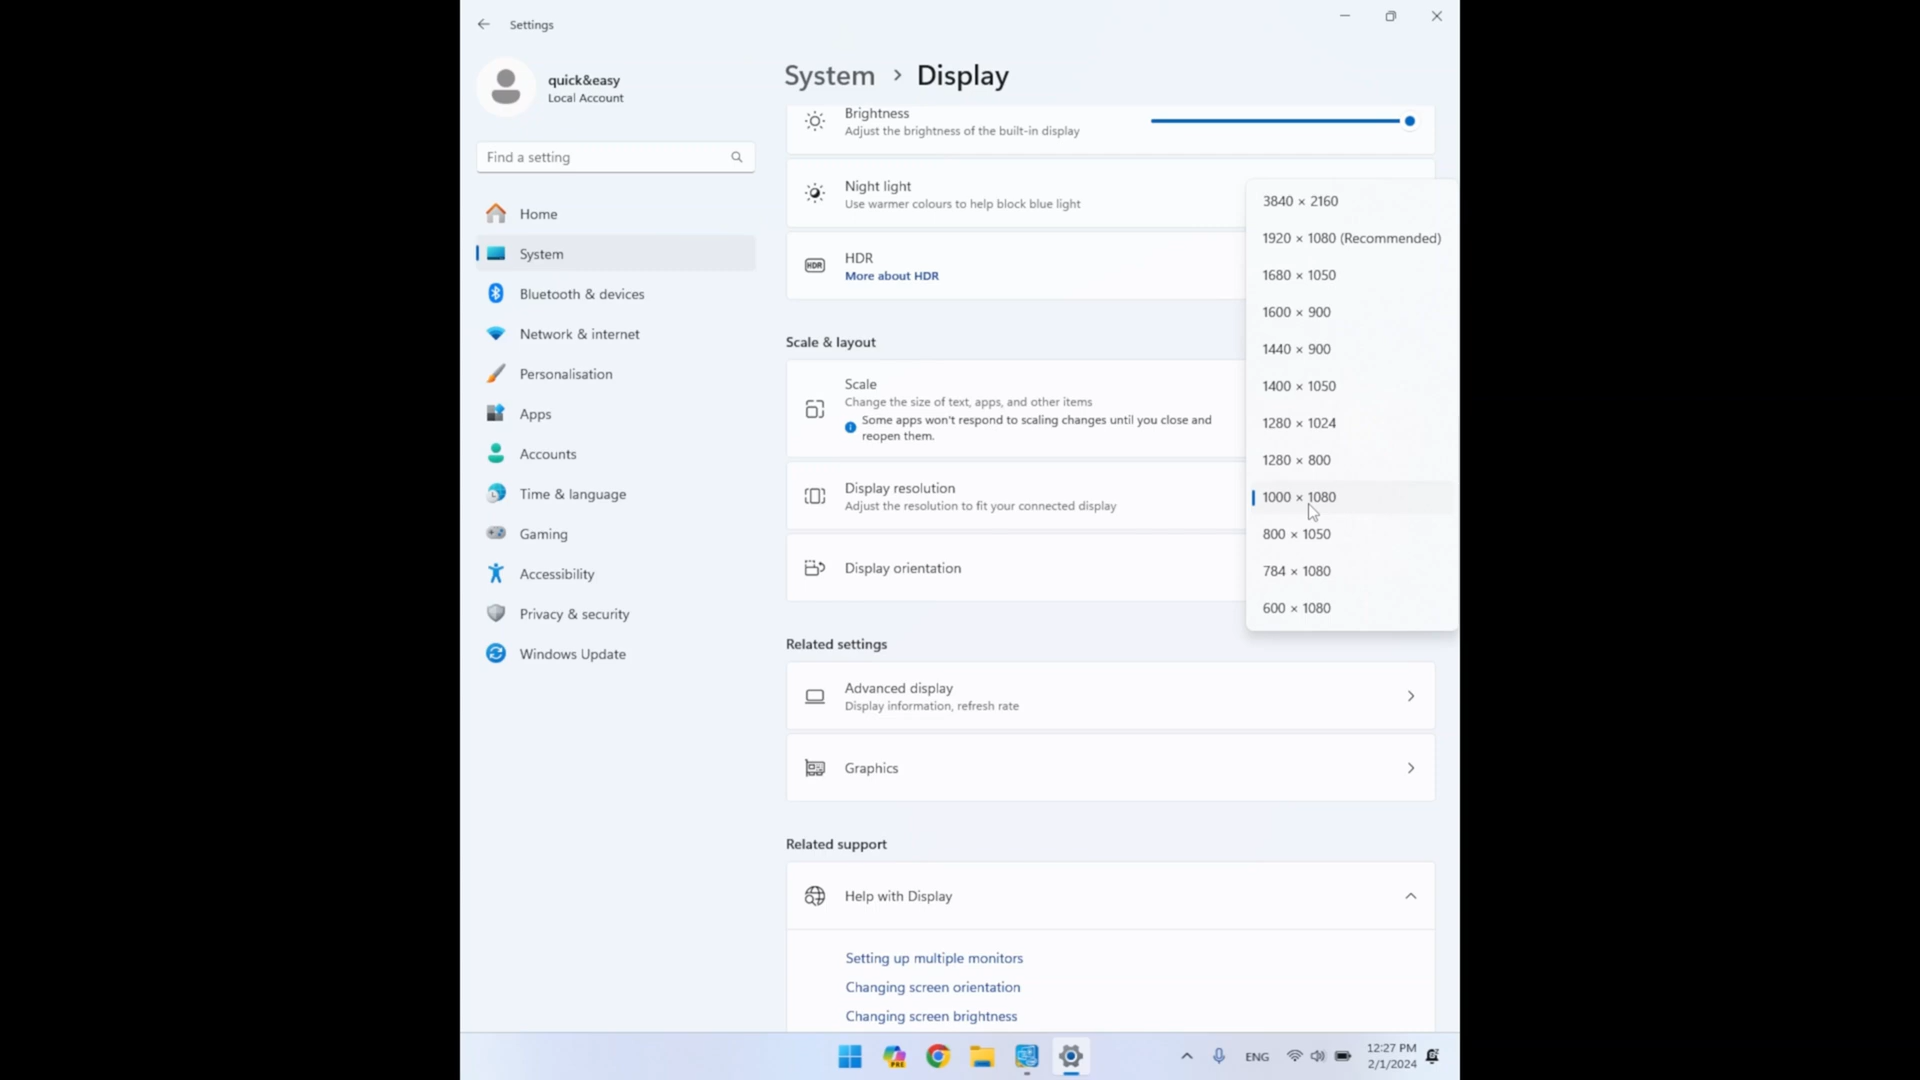 Settings
quick&easy
Local Account
Find a setting
Home
System
Bluetooth & devices
Network & internet
Personalisation
Apps
Accounts
Time & language
Gaming
Accessibility
Privacy & security
Windows Update
System › Display
Brightness
Adjust the brightness of the built-in display
Night light
Use warmer colours to help block blue light
HDR
HDR
More about HDR
Scale & layout
Scale
Change the size of text, apps, and other items
Some apps won't respond to scaling changes until you close and
reopen them.
Display resolution
Adjust the resolution to fit your connected display
Display orientation
3840 × 2160
1920 × 1080 (Recommended)
1680 × 1050
1600 × 900
1440 × 900
1400 × 1050
1280 × 1024
1280 × 800
1000 × 1080
800 × 1050
784 × 1080
600 × 1080
Related settings
Advanced display
Display information, refresh rate
Graphics
Related support
Help with Display
Setting up multiple monitors
Changing screen orientation
Changing screen brightness
PRE
ENG
12:27 PM
2/1/2024